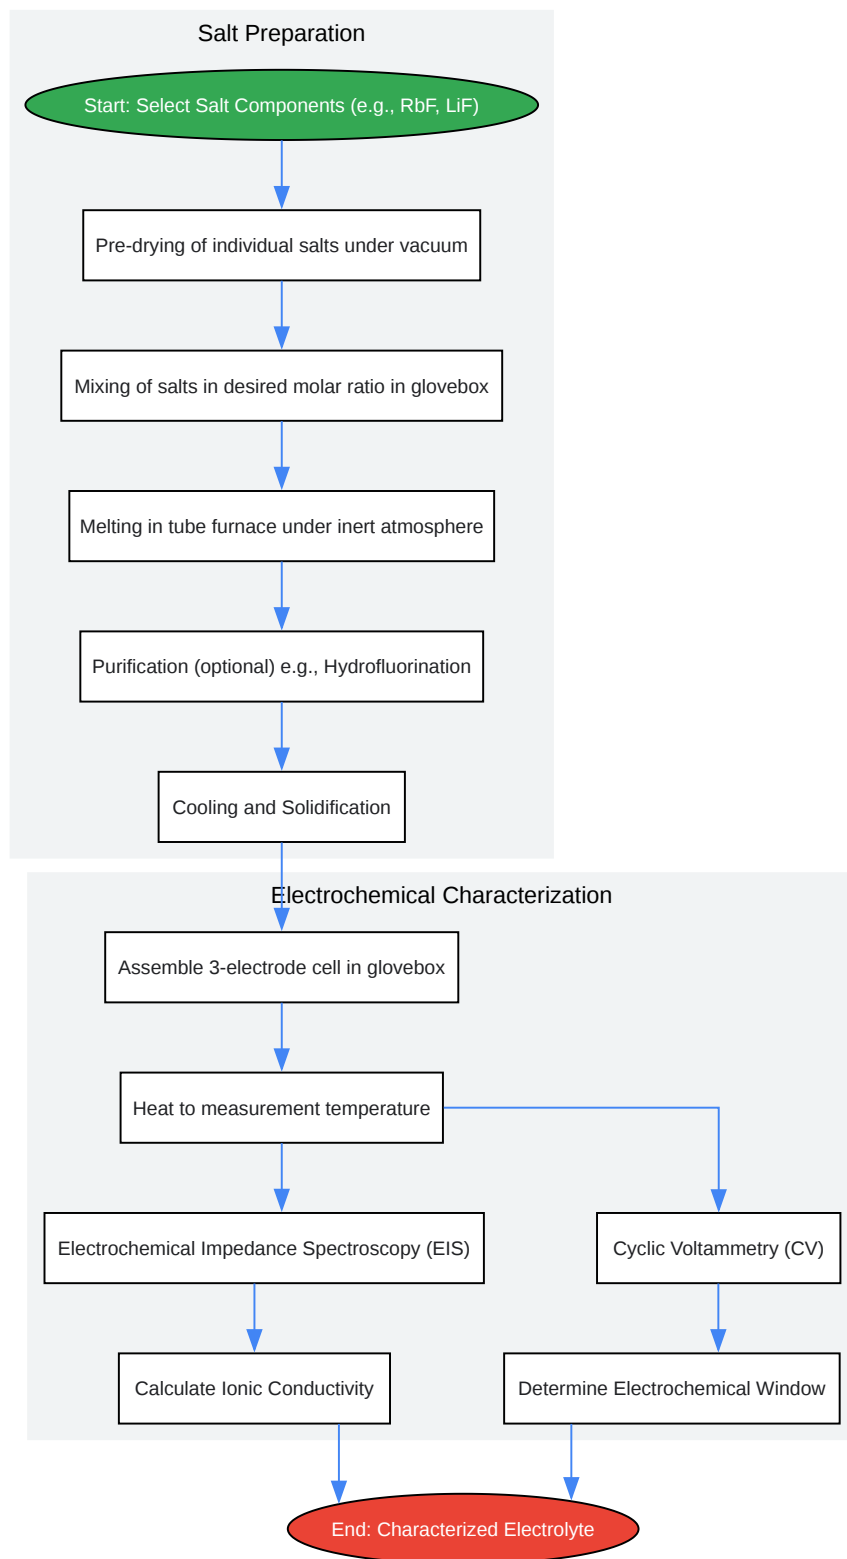 Salt Preparation
Start: Select Salt Components (e.g., RbF, LiF)
Pre-drying of individual salts under vacuum
Mixing of salts in desired molar ratio in glovebox
Melting in tube furnace under inert atmosphere
Purification (optional) e.g., Hydrofluorination
Cooling and Solidification
Electrochemical Characterization
Assemble 3-electrode cell in glovebox
Heat to measurement temperature
Electrochemical Impedance Spectroscopy (EIS)
Cyclic Voltammetry (CV)
Calculate Ionic Conductivity
Determine Electrochemical Window
End: Characterized Electrolyte